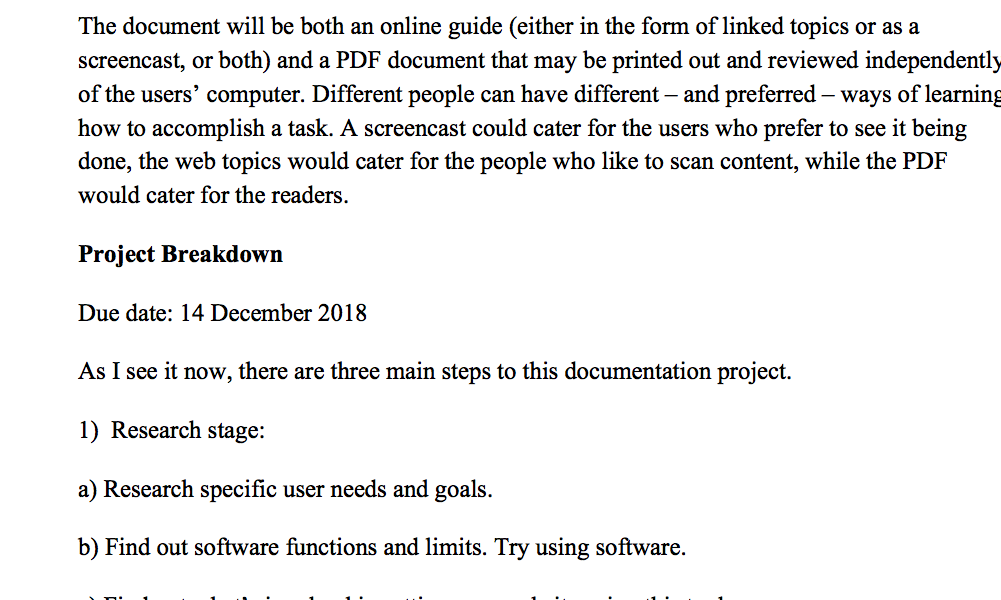 The document will be both an online guide (either in the form of linked topics or as a
screencast, or both) and a PDF document that may be printed out and reviewed independently
of the users’ computer. Different people can have different – and preferred – ways of learning
how to accomplish a task. A screencast could cater for the users who prefer to see it being
done, the web topics would cater for the people who like to scan content, while the PDF
would cater for the readers.
Project Breakdown
Due date: 14 December 2018
As I see it now, there are three main steps to this documentation project.
1) Research stage:
a) Research specific user needs and goals.
b) Find out software functions and limits. Try using software.